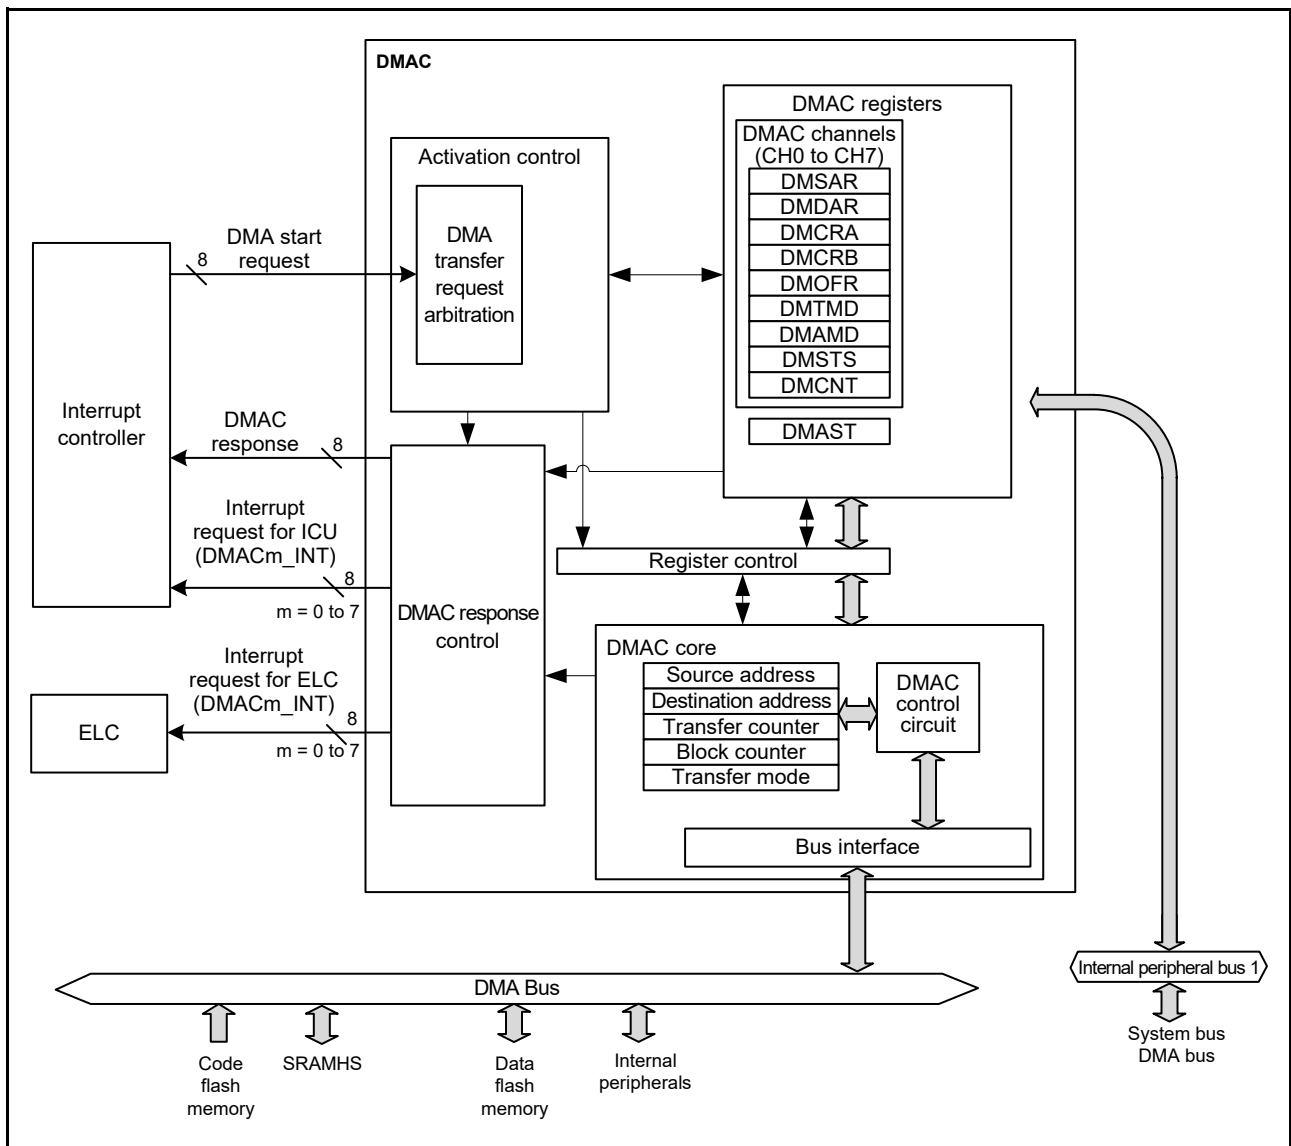 DMAC
DMAC registers
DMAC channels
(CH0 to CH7)
DMSAR
DMDAR
DMCRA
DMCRB
DMOFR
DMTMD
DMAMD
DMSTS
DMCNT
DMAST
Activation control
DMA
transfer
request
arbitration
8
DMA start
request
Interrupt
controller
DMAC
response
8
Interrupt
request for ICU
(DMACm_INT)
8
m = 0 to 7
DMAC response
control
Interrupt
request for ELC
(DMACm_INT)
8
m = 0 to 7
ELC
Register control
DMAC core
Source address
Destination address
Transfer counter
Block counter
Transfer mode
DMAC
control
circuit
Bus interface
DMA Bus
Code
flash
memory
SRAMHS
Data
flash
memory
Internal
peripherals
Internal peripheral bus 1
System bus
DMA bus